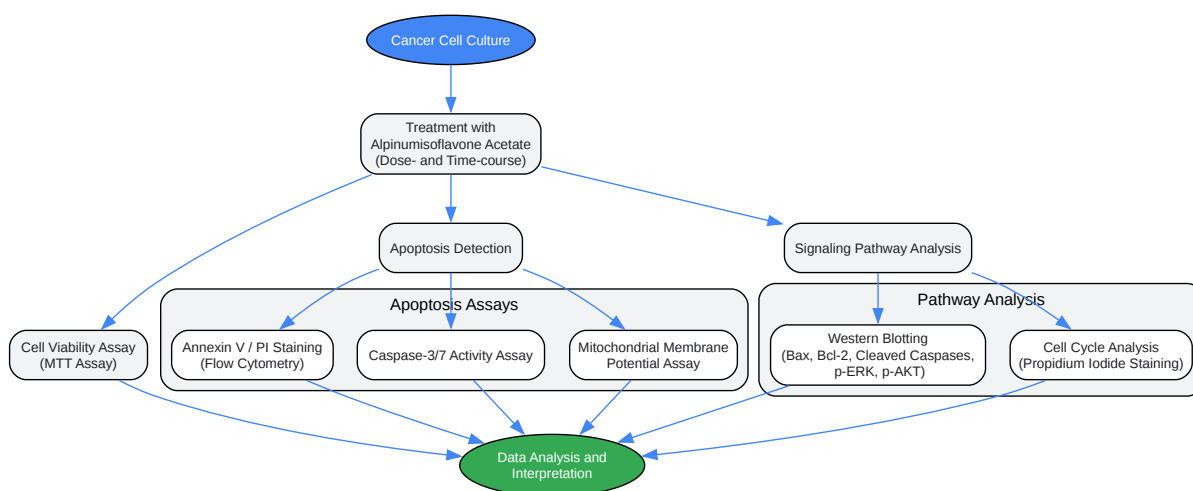 Cancer Cell Culture
Treatment with
Alpinumisoflavone Acetate
(Dose- and Time-course)
Apoptosis Detection
Signaling Pathway Analysis
Apoptosis Assays
Pathway Analysis
Cell Viability Assay
(MTT Assay)
Annexin V / PI Staining
(Flow Cytometry)
Caspase-3/7 Activity Assay
Mitochondrial Membrane
Potential Assay
Western Blotting
(Bax, Bcl-2, Cleaved Caspases,
p-ERK, p-AKT)
Cell Cycle Analysis
(Propidium Iodide Staining)
Data Analysis and
Interpretation